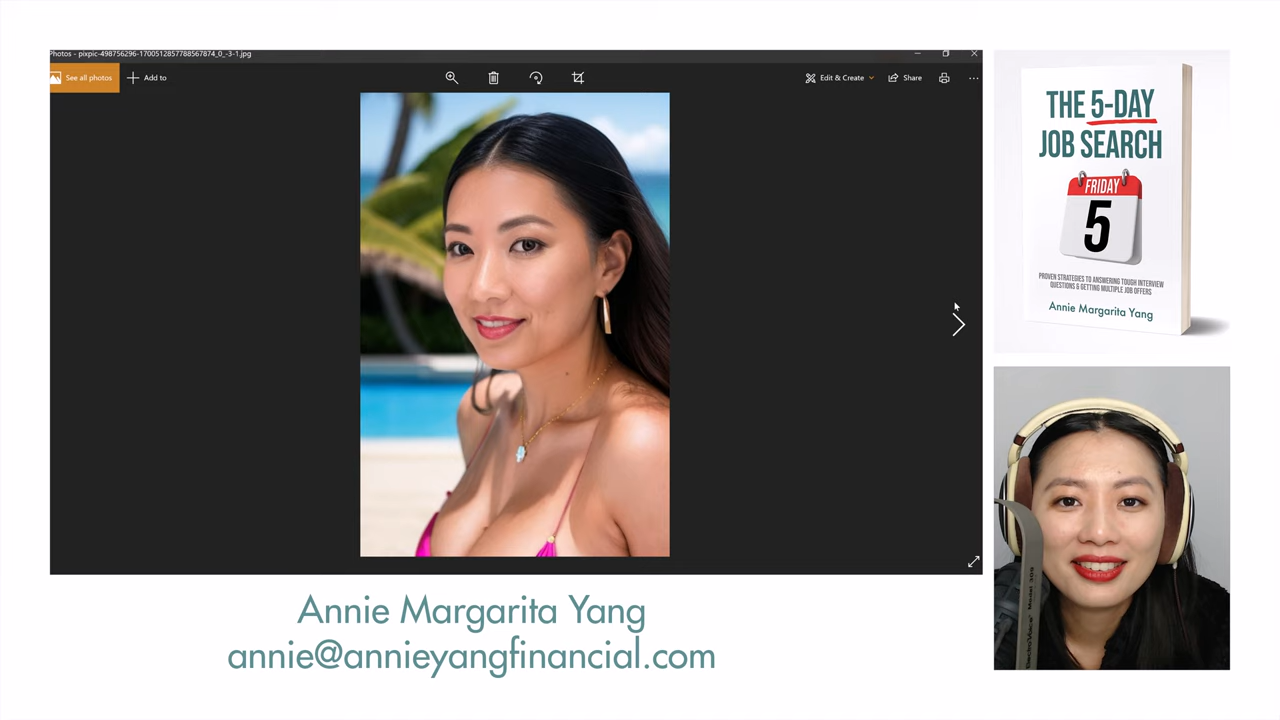 Photos - pixpic-498756296-1700512857788567874_0_-3-1.jpg
See all photos
Add to
Edit & Create
Share
THE 5-DAY
JOB SEARCH
FRIDAY
5
PROVEN STRATEGIES TO ANSWERING TOUGH INTERVIEW
QUESTIONS & GETTING MULTIPLE JOB OFFERS
Annie Margarita Yang
Annie Margarita Yang
annie@annieyangfinancial.com